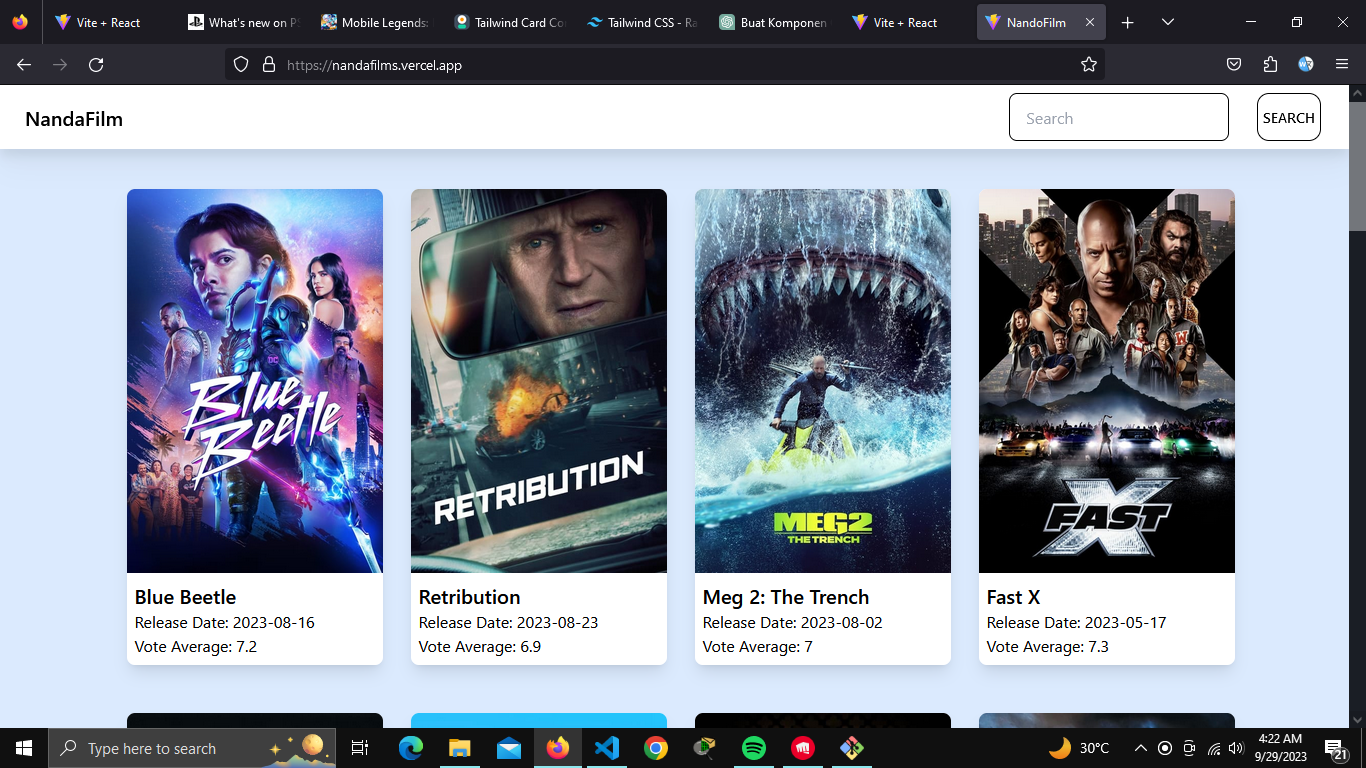 Vite + React
What's new on PS
Mobile Legends:
Tailwind Card Co
Tailwind CSS - Ra
Buat Komponen
Vite + React
NandoFilm
https://nandafilms.vercel.app
NandaFilm
Search
SEARCH
DC
BLUE
BEETLE
RETRIBUTION
MEG2
THE TRENCH
W
FAST
X
Blue Beetle
Release Date: 2023-08-16
Vote Average: 7.2
Retribution
Release Date: 2023-08-23
Vote Average: 6.9
Meg 2: The Trench
Release Date: 2023-08-02
Vote Average: 7
Fast X
Release Date: 2023-05-17
Vote Average: 7.3
Type here to search
30°C
4:22 AM
9/29/2023
21